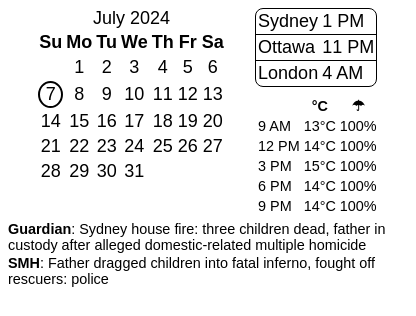 July 2024
Su Mo Tu We Th Fr Sa
1 2 3 4 5 6
7 8 9 10 11 12 13
14 15 16 17 18 19 20
21 22 23 24 25 26 27
28 29 30 31
Sydney 1 PM
Ottawa 11 PM
London 4 AM
°C ☂
9 AM 13°C 100%
12 PM 14°C 100%
3 PM 15°C 100%
6 PM 14°C 100%
9 PM 14°C 100%
Guardian: Sydney house fire: three children dead, father in
custody after alleged domestic-related multiple homicide
SMH: Father dragged children into fatal inferno, fought off
rescuers: police